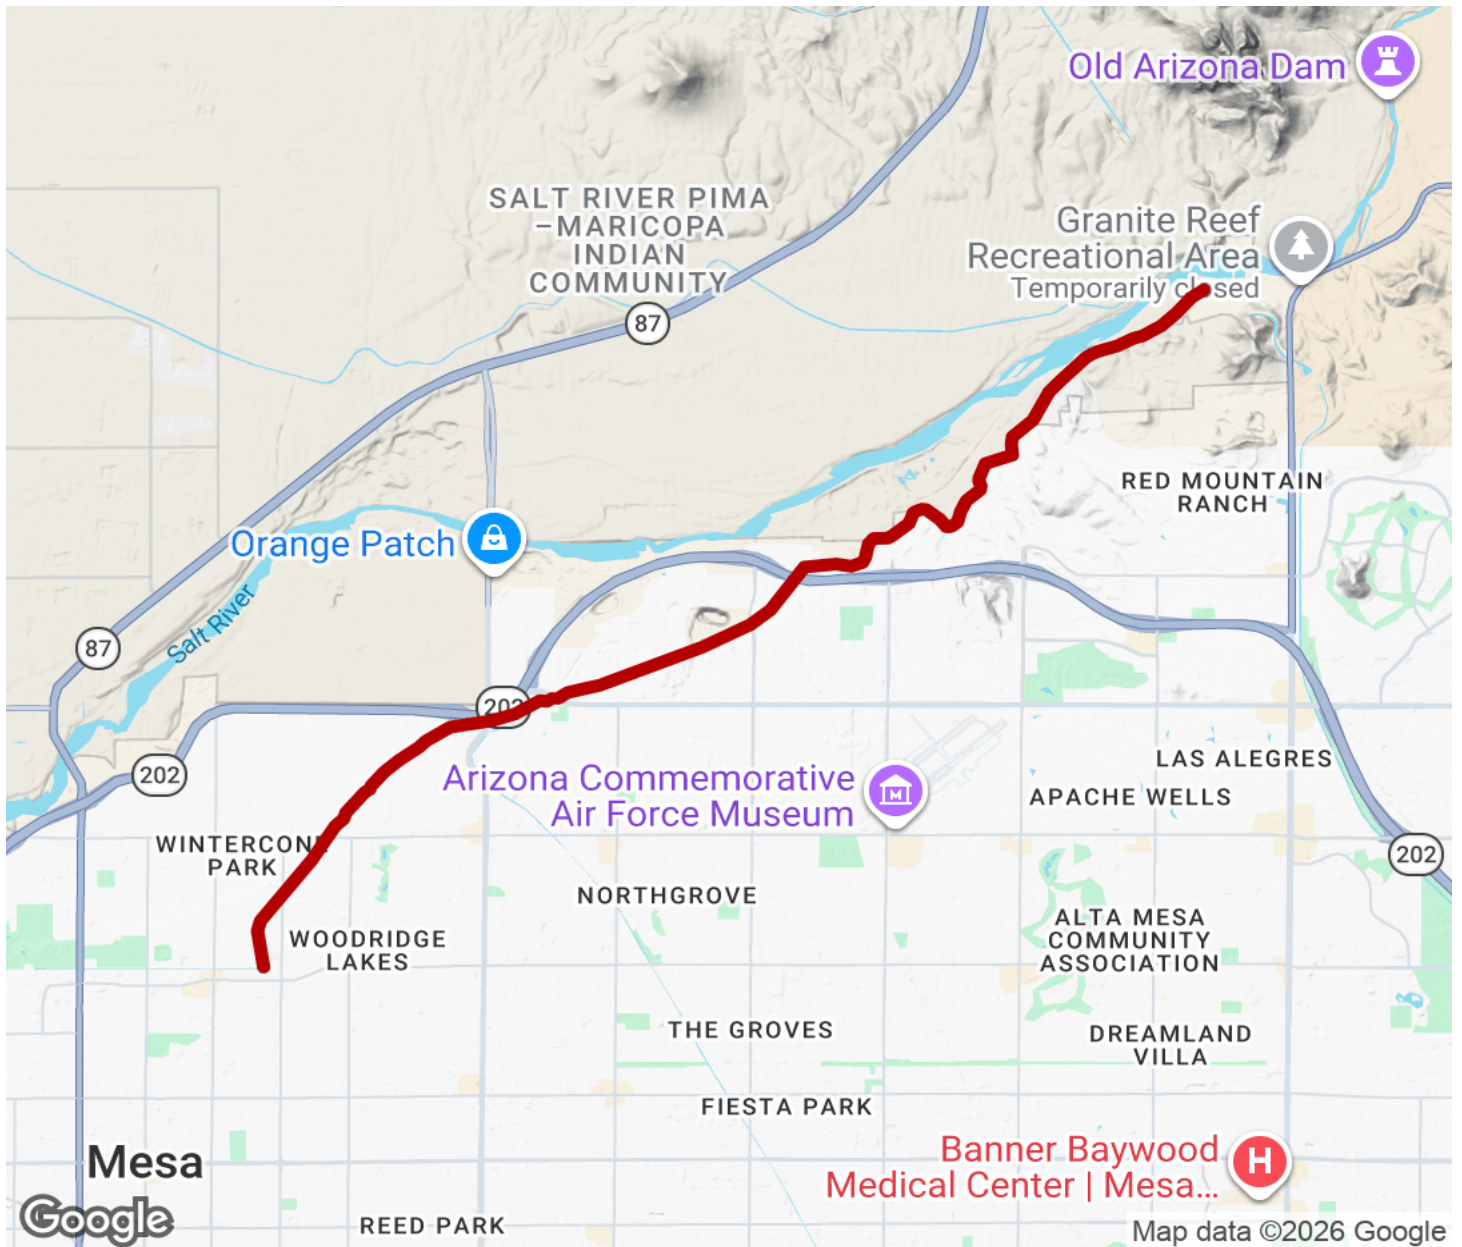 Old Arizona Dam
SALT RIVER PIMA
–MARICOPA
INDIAN
COMMUNITY
Granite Reef
Recreational Area
Temporarily closed
87
RED MOUNTAIN
RANCH
Orange Patch
Salt River
87
202
202
LAS ALEGRES
Arizona Commemorative
Air Force Museum
M
APACHE WELLS
WINTERCONE
PARK
202
NORTHGROVE
ALTA MESA
COMMUNITY
ASSOCIATION
WOODRIDGE
LAKES
THE GROVES
DREAMLAND
VILLA
FIESTA PARK
Mesa
Banner Baywood
Medical Center | Mesa...
H
Google
REED PARK
Map data ©2026 Google